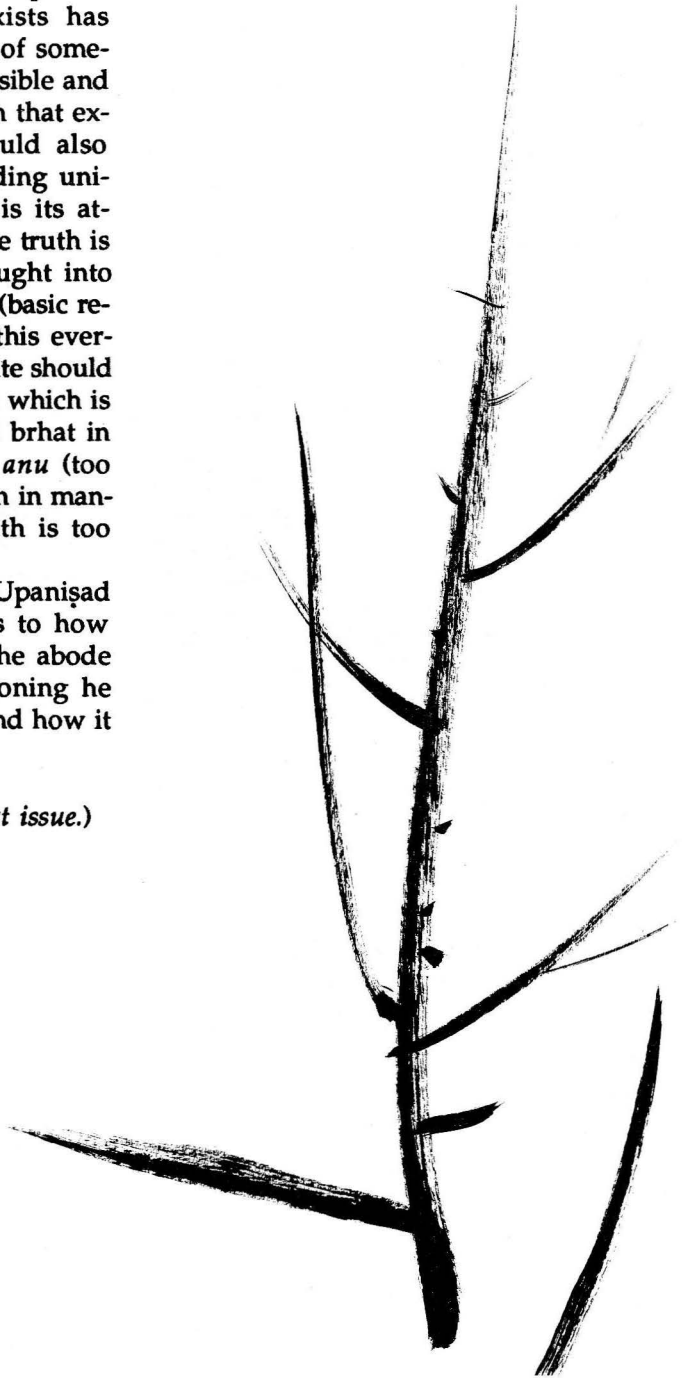 xists has
of some-
sible and
n that ex-
uld also
ding uni-
is its at-
e truth is
ught into
(basic re-
this ever-
te should
which is
brhat in
anu (too
n in man-
th is too
Upaniṣad
s to how
he abode
oning he
nd how it
t issue.)